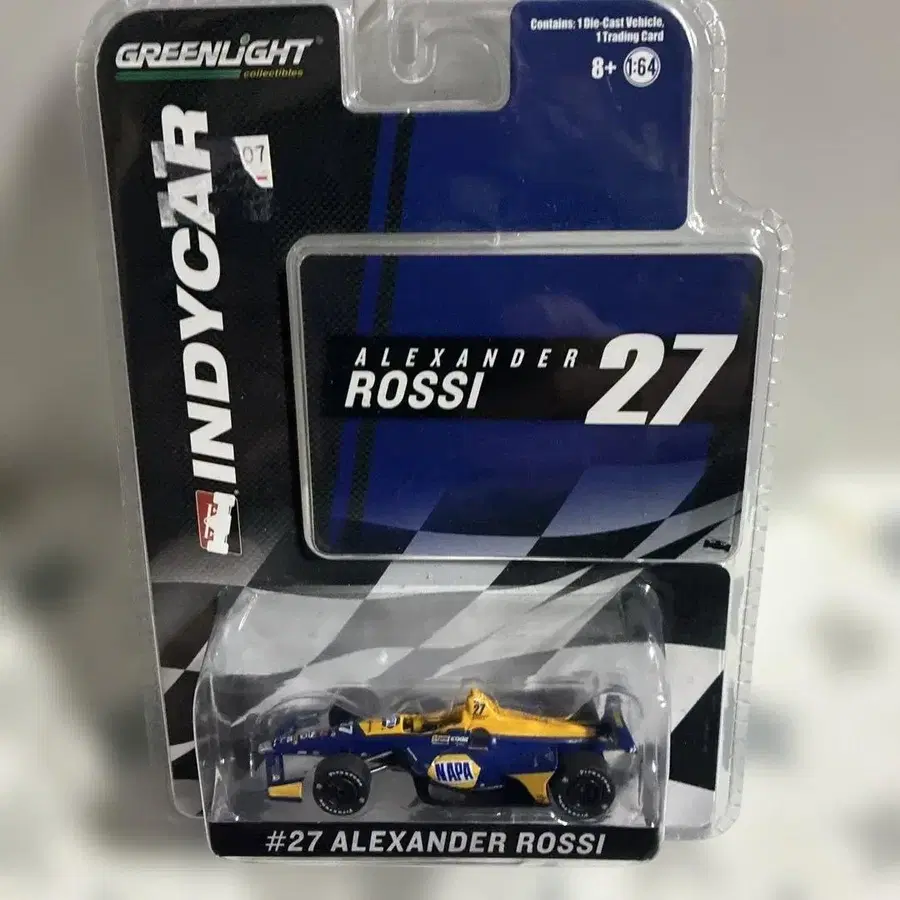 GREENLIGHT
collectibles
Contains: 1 Die-Cast Vehicle,
1 Trading Card
8+ 1:64
07
INDYCAR
ALEXANDER
ROSSI
27
27
NAPA
#27 ALEXANDER ROSSI